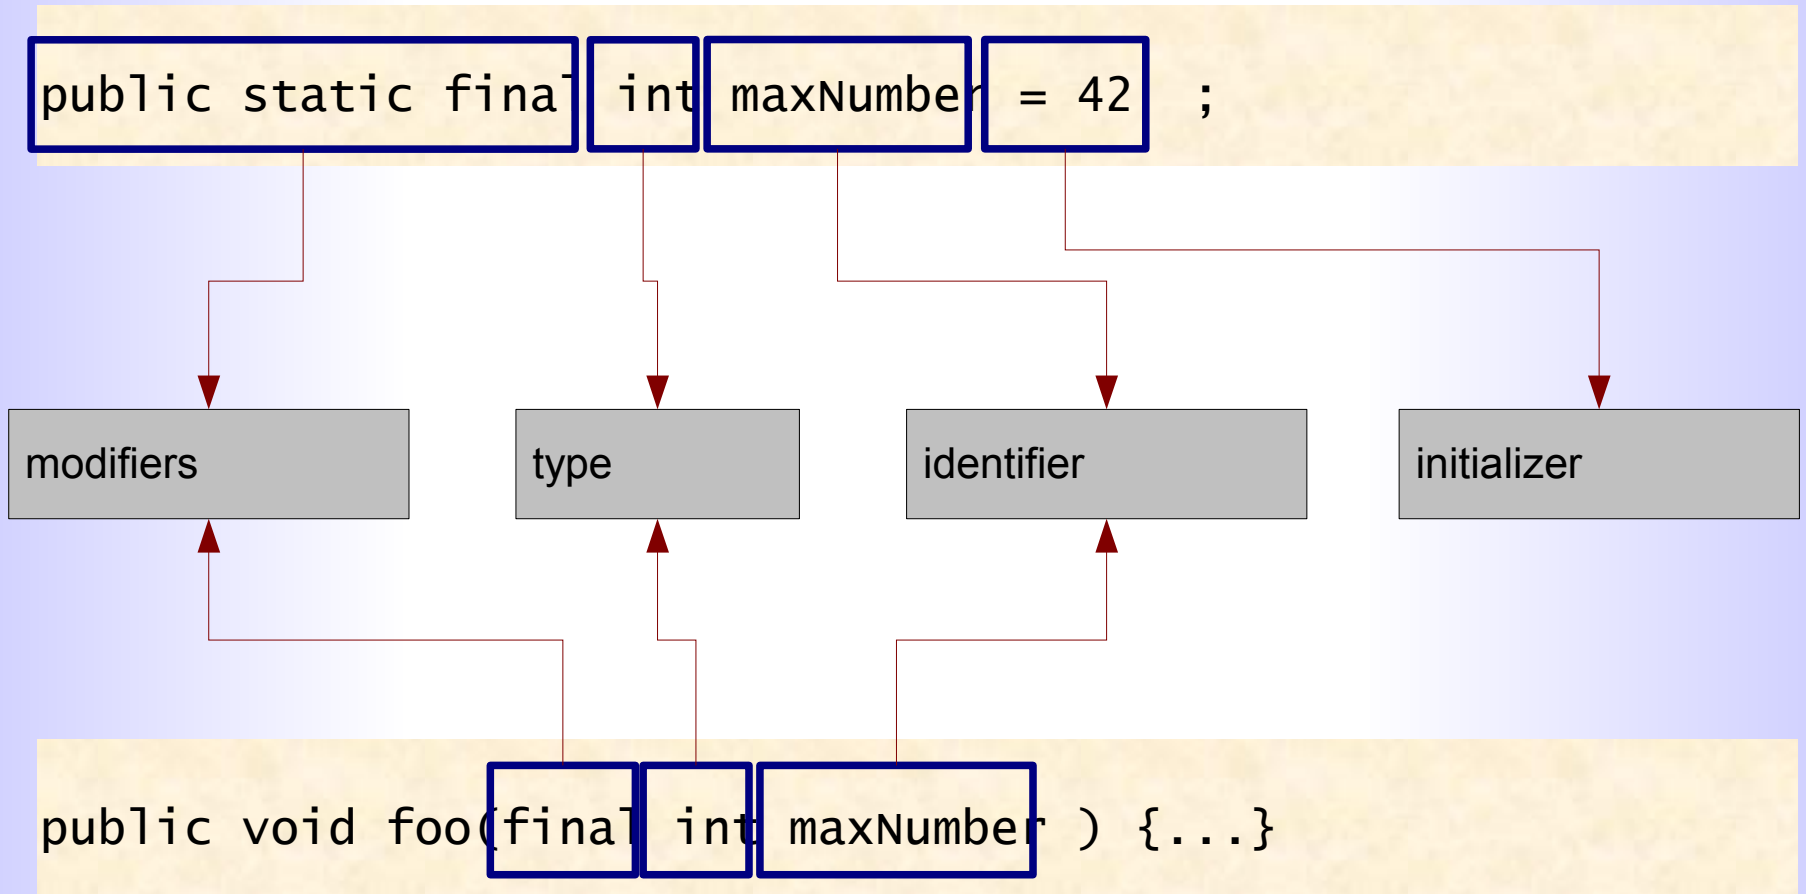 public static final int maxNumber = 42 ;
modifiers type identifier initializer
public void foo(final int maxNumber ) {...}